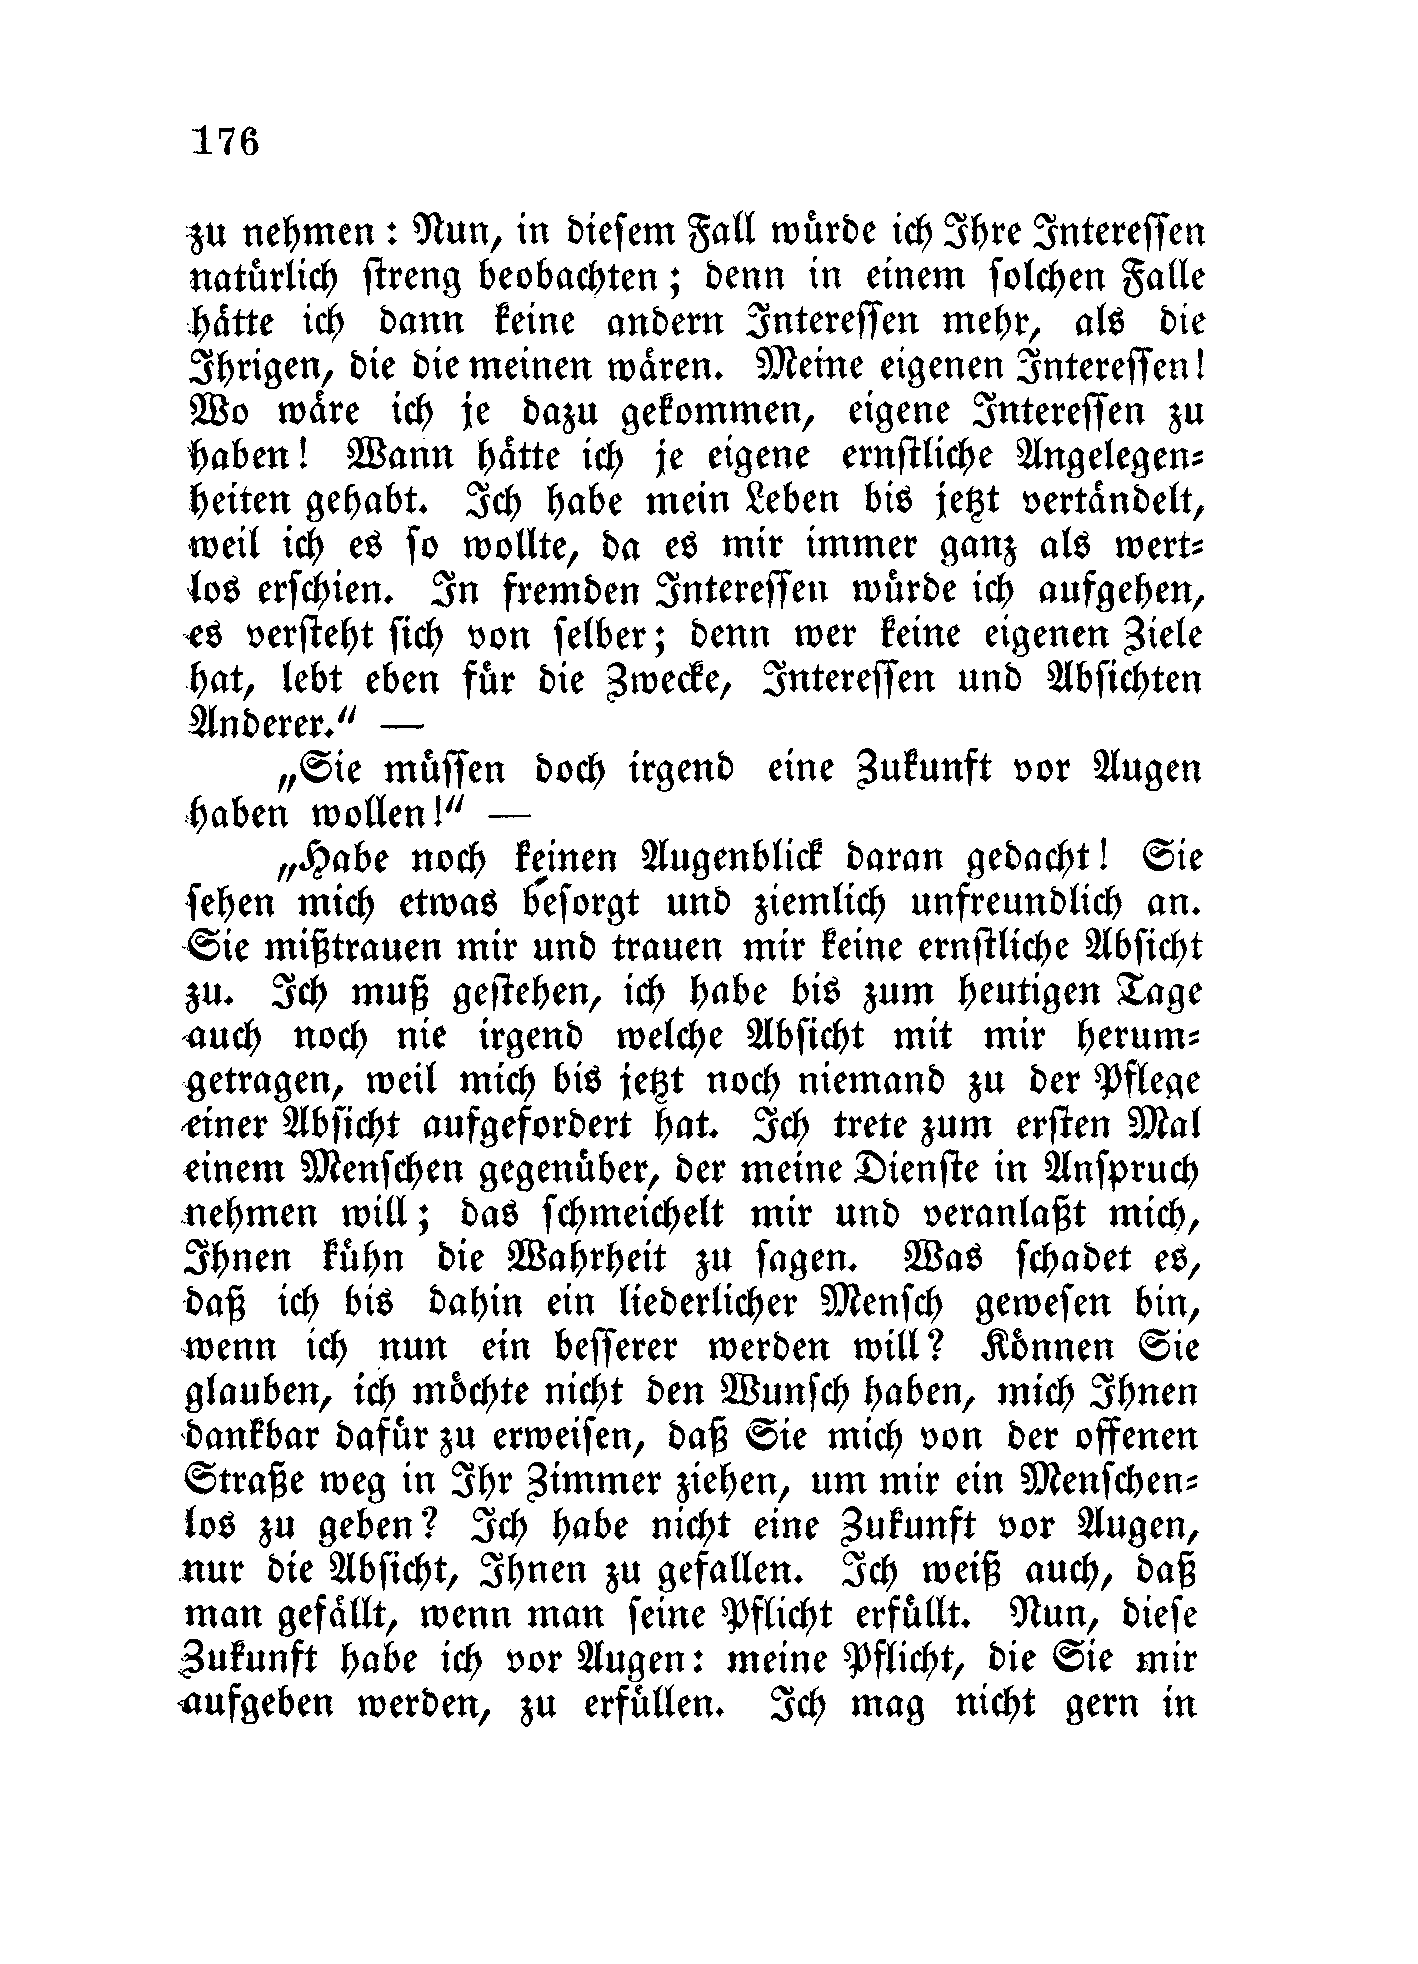 176
zu nehmen: Nun, in diesem Fall würde ich Ihre Interessen
natürlich streng beobachten; denn in einem solchen Falle
hätte ich dann keine andern Interessen mehr, als die
Ihrigen, die die meinen wären. Meine eigenen Interessen!
Wo wäre ich je dazu gekommen, eigene Interessen zu
haben! Wann hätte ich je eigene ernstliche Angelegen-
heiten gehabt. Ich habe mein Leben bis jetzt vertändelt,
weil ich es so wollte, da es mir immer ganz als wert-
los erschien. In fremden Interessen würde ich aufgehen,
es versteht sich von selber; denn wer keine eigenen Ziele
hat, lebt eben für die Zwecke, Interessen und Absichten
Anderer.“ —
„Sie müssen doch irgend eine Zukunft vor Augen
haben wollen!“ —
„Habe noch keinen Augenblick daran gedacht! Sie
sehen mich etwas besorgt und ziemlich unfreundlich an.
Sie mißtrauen mir und trauen mir keine ernstliche Absicht
zu. Ich muß gestehen, ich habe bis zum heutigen Tage
auch noch nie irgend welche Absicht mit mir herum-
getragen, weil mich bis jetzt noch niemand zu der Pflege
einer Absicht aufgefordert hat. Ich trete zum ersten Mal
einem Menschen gegenüber, der meine Dienste in Anspruch
nehmen will; das schmeichelt mir und veranlaßt mich,
Ihnen kühn die Wahrheit zu sagen. Was schadet es,
daß ich bis dahin ein liederlicher Mensch gewesen bin,
wenn ich nun ein besserer werden will? Können Sie
glauben, ich möchte nicht den Wunsch haben, mich Ihnen
dankbar dafür zu erweisen, daß Sie mich von der offenen
Straße weg in Ihr Zimmer ziehen, um mir ein Menschen-
los zu geben? Ich habe nicht eine Zukunft vor Augen,
nur die Absicht, Ihnen zu gefallen. Ich weiß auch, daß
man gefällt, wenn man seine Pflicht erfüllt. Nun, diese
Zukunft habe ich vor Augen: meine Pflicht, die Sie mir
aufgeben werden, zu erfüllen. Ich mag nicht gern in